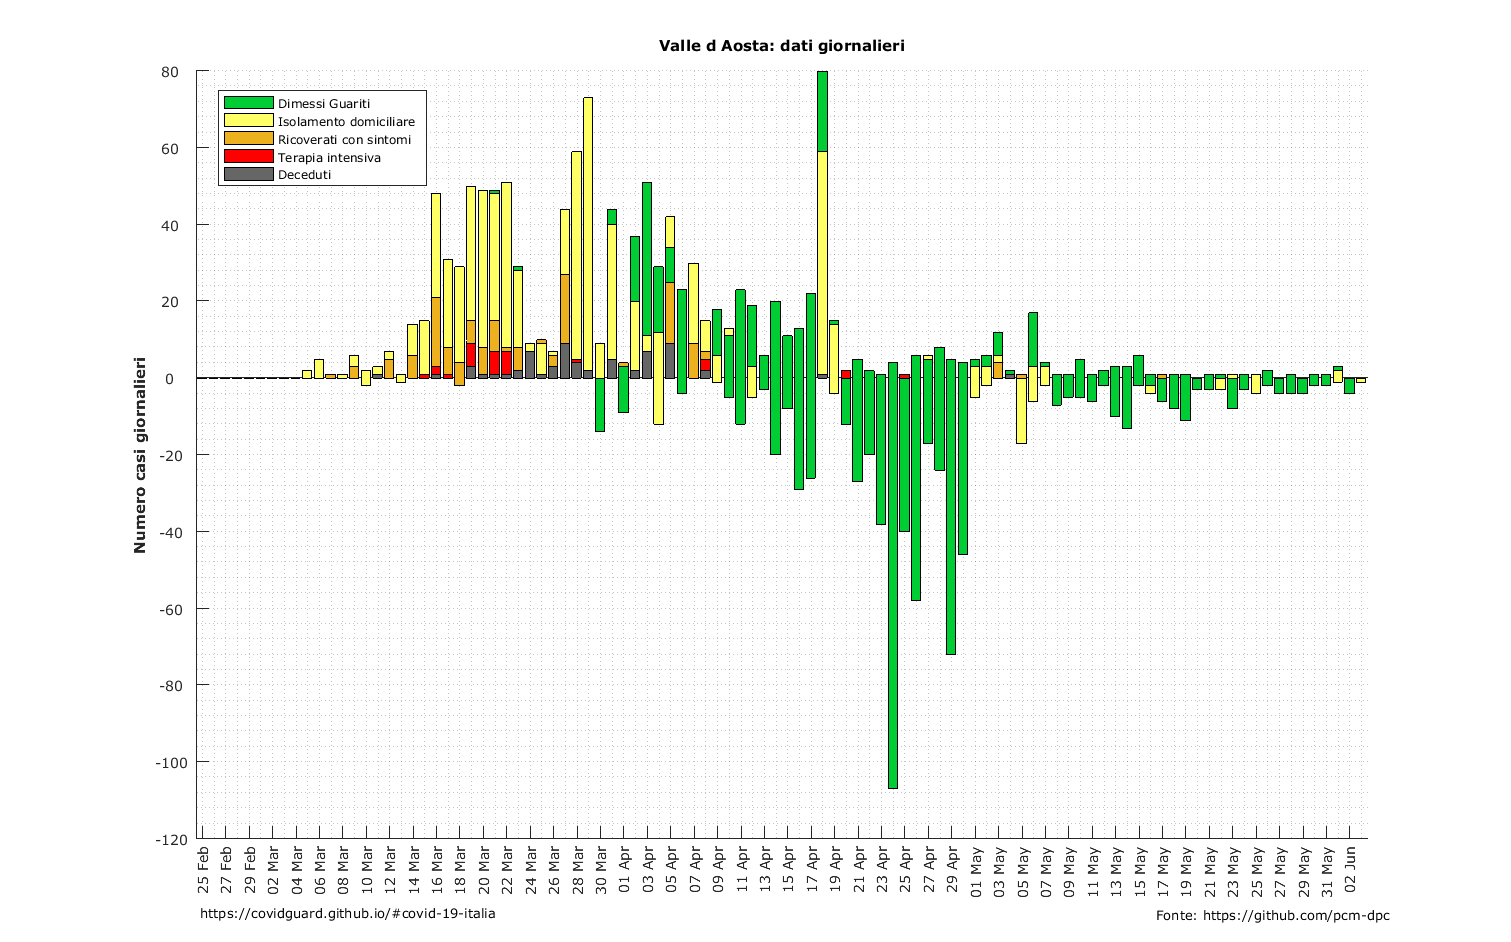 Valle d Aosta: dati giornalieri
Numero casi giornalieri
80
60
40
20
0
-20
-40
-60
-80
-100
-120
Dimessi Guariti
Isolamento domiciliare
Ricoverati con sintomi
Terapia intensiva
Deceduti
25 Feb
27 Feb
29 Feb
02 Mar
04 Mar
06 Mar
08 Mar
10 Mar
12 Mar
14 Mar
16 Mar
18 Mar
20 Mar
22 Mar
24 Mar
26 Mar
28 Mar
30 Mar
01 Apr
03 Apr
05 Apr
07 Apr
09 Apr
11 Apr
13 Apr
15 Apr
17 Apr
19 Apr
21 Apr
23 Apr
25 Apr
27 Apr
29 Apr
01 May
03 May
05 May
07 May
09 May
11 May
13 May
15 May
17 May
19 May
21 May
23 May
25 May
27 May
29 May
31 May
02 Jun
https://covidguard.github.io/#covid-19-italia
Fonte: https://github.com/pcm-dpc